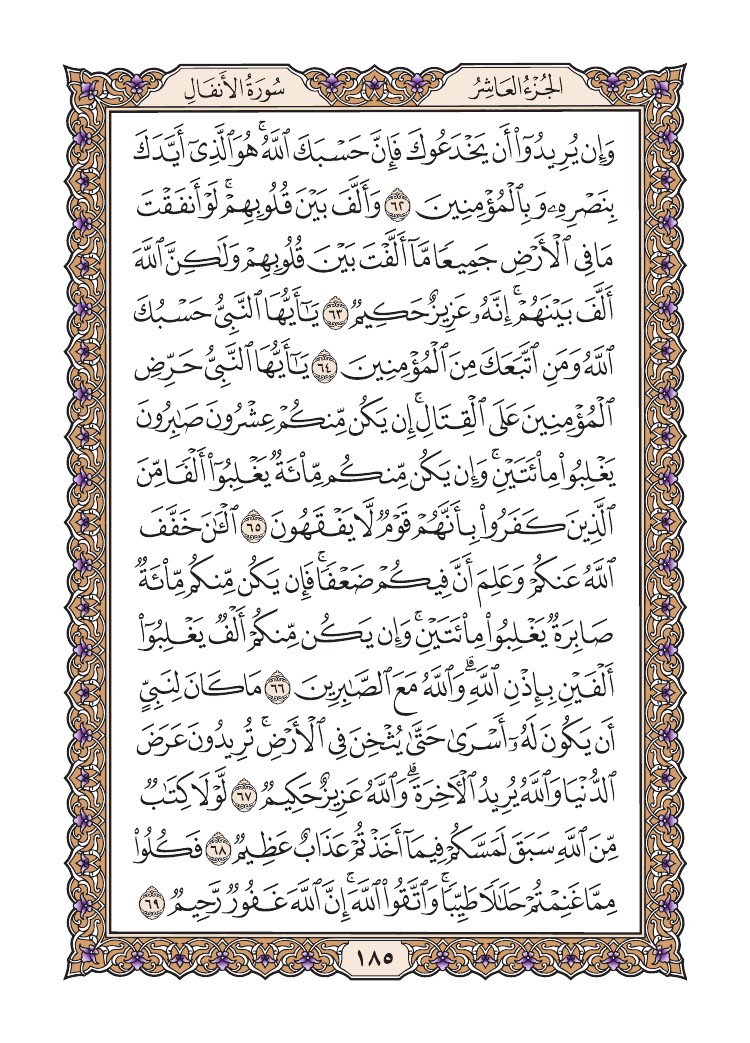 الجُزْءُ العَاشِرُ
سُورَةُ الأَنفَالِ
وَإِن يُرِيدُوٓاْ أَن يَخۡدَعُوكَ فَإِنَّ حَسۡبَكَ ٱللَّهُۚ هُوَ ٱلَّذِيٓ أَيَّدَكَ
بِنَصۡرِهِۦ وَبِٱلۡمُؤۡمِنِينَ ٦٢ وَأَلَّفَ بَيۡنَ قُلُوبِهِمۡۚ لَوۡ أَنفَقۡتَ
مَا فِي ٱلۡأَرۡضِ جَمِيعٗا مَّآ أَلَّفۡتَ بَيۡنَ قُلُوبِهِمۡ وَلَٰكِنَّ ٱللَّهَ
أَلَّفَ بَيۡنَهُمۡۚ إِنَّهُۥ عَزِيزٌ حَكِيمٞ ٦٣ يَٰٓأَيُّهَا ٱلنَّبِيُّ حَسۡبُكَ
ٱللَّهُ وَمَنِ ٱتَّبَعَكَ مِنَ ٱلۡمُؤۡمِنِينَ ٦٤ يَٰٓأَيُّهَا ٱلنَّبِيُّ حَرِّضِ
ٱلۡمُؤۡمِنِينَ عَلَى ٱلۡقِتَالِۚ إِن يَكُن مِّنكُمۡ عِشۡرُونَ صَٰبِرُونَ
يَغۡلِبُواْ مِاْئَتَيۡنِۚ وَإِن يَكُن مِّنكُم مِّاْئَةٞ يَغۡلِبُوٓاْ أَلۡفٗا مِّنَ
ٱلَّذِينَ كَفَرُواْ بِأَنَّهُمۡ قَوۡمٞ لَّا يَفۡقَهُونَ ٦٥ ٱلۡـَٰٔنَ خَفَّفَ
ٱللَّهُ عَنكُمۡ وَعَلِمَ أَنَّ فِيكُمۡ ضَعۡفٗاۚ فَإِن يَكُن مِّنكُم مِّاْئَةٞ
صَابِرَةٞ يَغۡلِبُواْ مِاْئَتَيۡنِۚ وَإِن يَكُن مِّنكُمۡ أَلۡفٞ يَغۡلِبُوٓاْ
أَلۡفَيۡنِ بِإِذۡنِ ٱللَّهِۗ وَٱللَّهُ مَعَ ٱلصَّٰبِرِينَ ٦٦ مَا كَانَ لِنَبِيٍّ
أَن يَكُونَ لَهُۥٓ أَسۡرَىٰ حَتَّىٰ يُثۡخِنَ فِي ٱلۡأَرۡضِۚ تُرِيدُونَ عَرَضَ
ٱلدُّنۡيَا وَٱللَّهُ يُرِيدُ ٱلۡأٓخِرَةَۗ وَٱللَّهُ عَزِيزٌ حَكِيمٞ ٦٧ لَّوۡلَا كِتَٰبٞ
مِّنَ ٱللَّهِ سَبَقَ لَمَسَّكُمۡ فِيمَآ أَخَذۡتُمۡ عَذَابٌ عَظِيمٞ ٦٨ فَكُلُواْ
مِمَّا غَنِمۡتُمۡ حَلَٰلٗا طَيِّبٗاۚ وَٱتَّقُواْ ٱللَّهَۚ إِنَّ ٱللَّهَ غَفُورٞ رَّحِيمٞ ٦٩
١٨٥